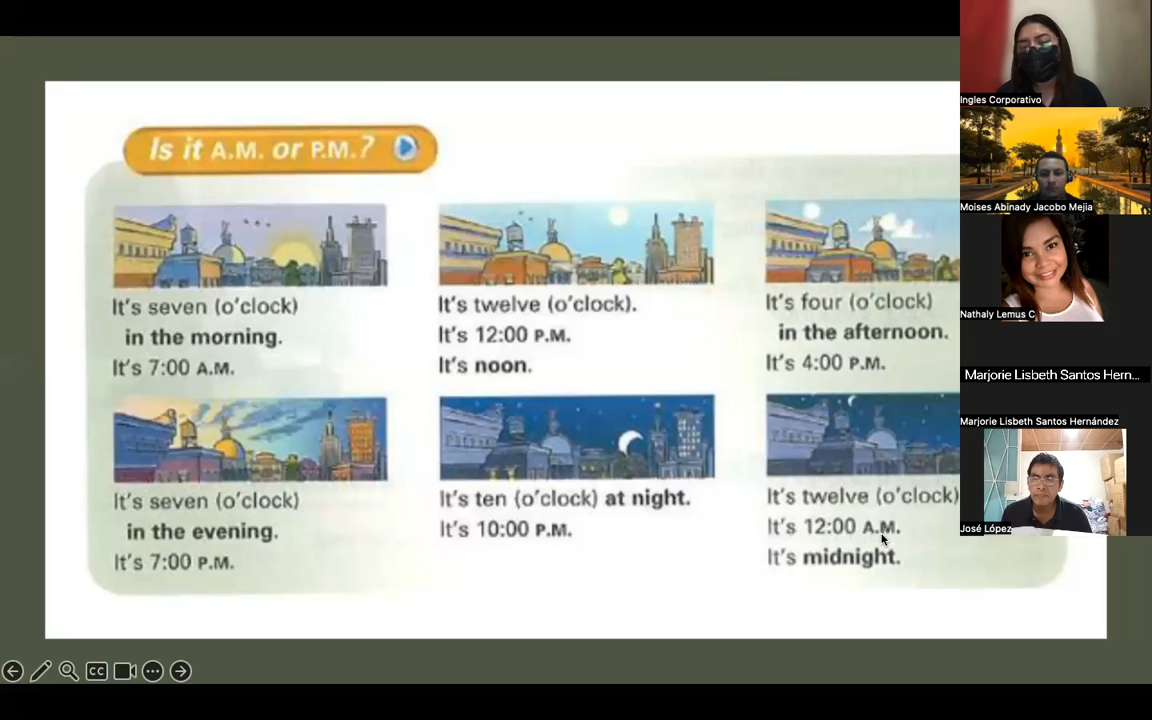 Is it A.M. or P.M.?
It's seven (o'clock)
in the morning.
It's 7:00 A.M.
It's twelve (o'clock).
It's 12:00 P.M.
It's noon.
It's four (o'clock)
in the afternoon.
It's 4:00 P.M.
It's seven (o'clock)
in the evening.
It's 7:00 P.M.
It's ten (o'clock) at night.
It's 10:00 P.M.
It's twelve (o'clock)
It's 12:00 A.M.
It's midnight.
CC
Ingles Corporativo
Moises Abinady Jacobo Mejia
Nathaly Lemus C
Marjorie Lisbeth Santos Hern...
Marjorie Lisbeth Santos Hernández
José López